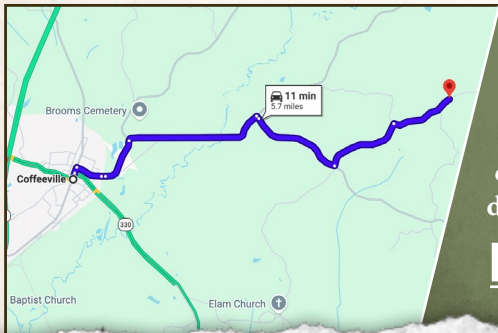 11 min
5.7 miles
Brooms Cemetery
Coffeeville
330
Baptist Church
Elam Church